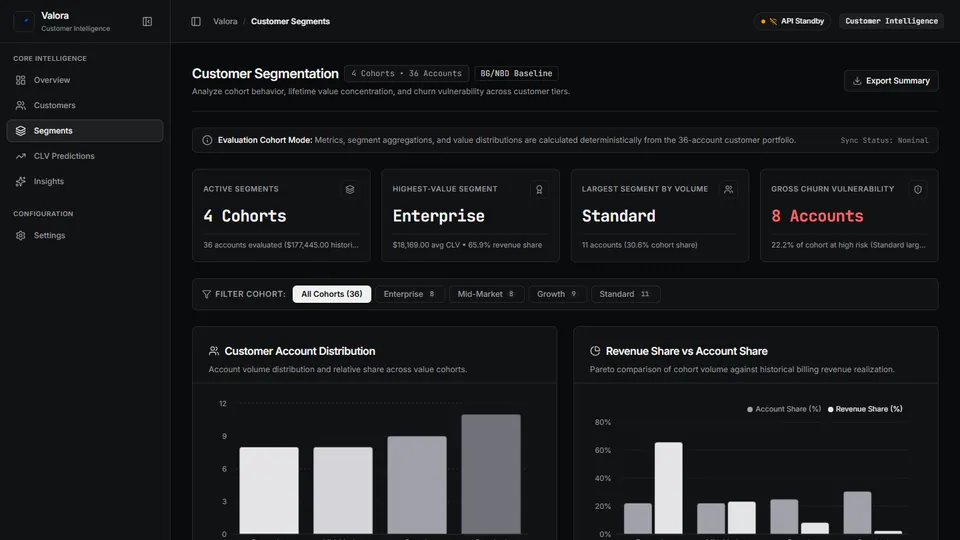 Valora
Customer Intelligence
CORE INTELLIGENCE
Overview
Customers
Segments
CLV Predictions
Insights
CONFIGURATION
Settings
Valora / Customer Segments
API Standby
Customer Intelligence
Customer Segmentation
4 Cohorts • 36 Accounts
BG/NBD Baseline
Analyze cohort behavior, lifetime value concentration, and churn vulnerability across customer tiers.
Export Summary
Evaluation Cohort Mode: Metrics, segment aggregations, and value distributions are calculated deterministically from the 36-account customer portfolio.
Sync Status: Nominal
ACTIVE SEGMENTS
4 Cohorts
36 accounts evaluated ($177,445.00 histori...
HIGHEST-VALUE SEGMENT
Enterprise
$18,169.00 avg CLV • 65.9% revenue share
LARGEST SEGMENT BY VOLUME
Standard
11 accounts (30.6% cohort share)
GROSS CHURN VULNERABILITY
8 Accounts
22.2% of cohort at high risk (Standard larg...
FILTER COHORT:
All Cohorts (36)
Enterprise 8
Mid-Market 8
Growth 9
Standard 11
Customer Account Distribution
Account volume distribution and relative share across value cohorts.
12
9
6
3
0
Revenue Share vs Account Share
Pareto comparison of cohort volume against historical billing revenue realization.
Account Share (%)
Revenue Share (%)
80%
60%
40%
20%
0%